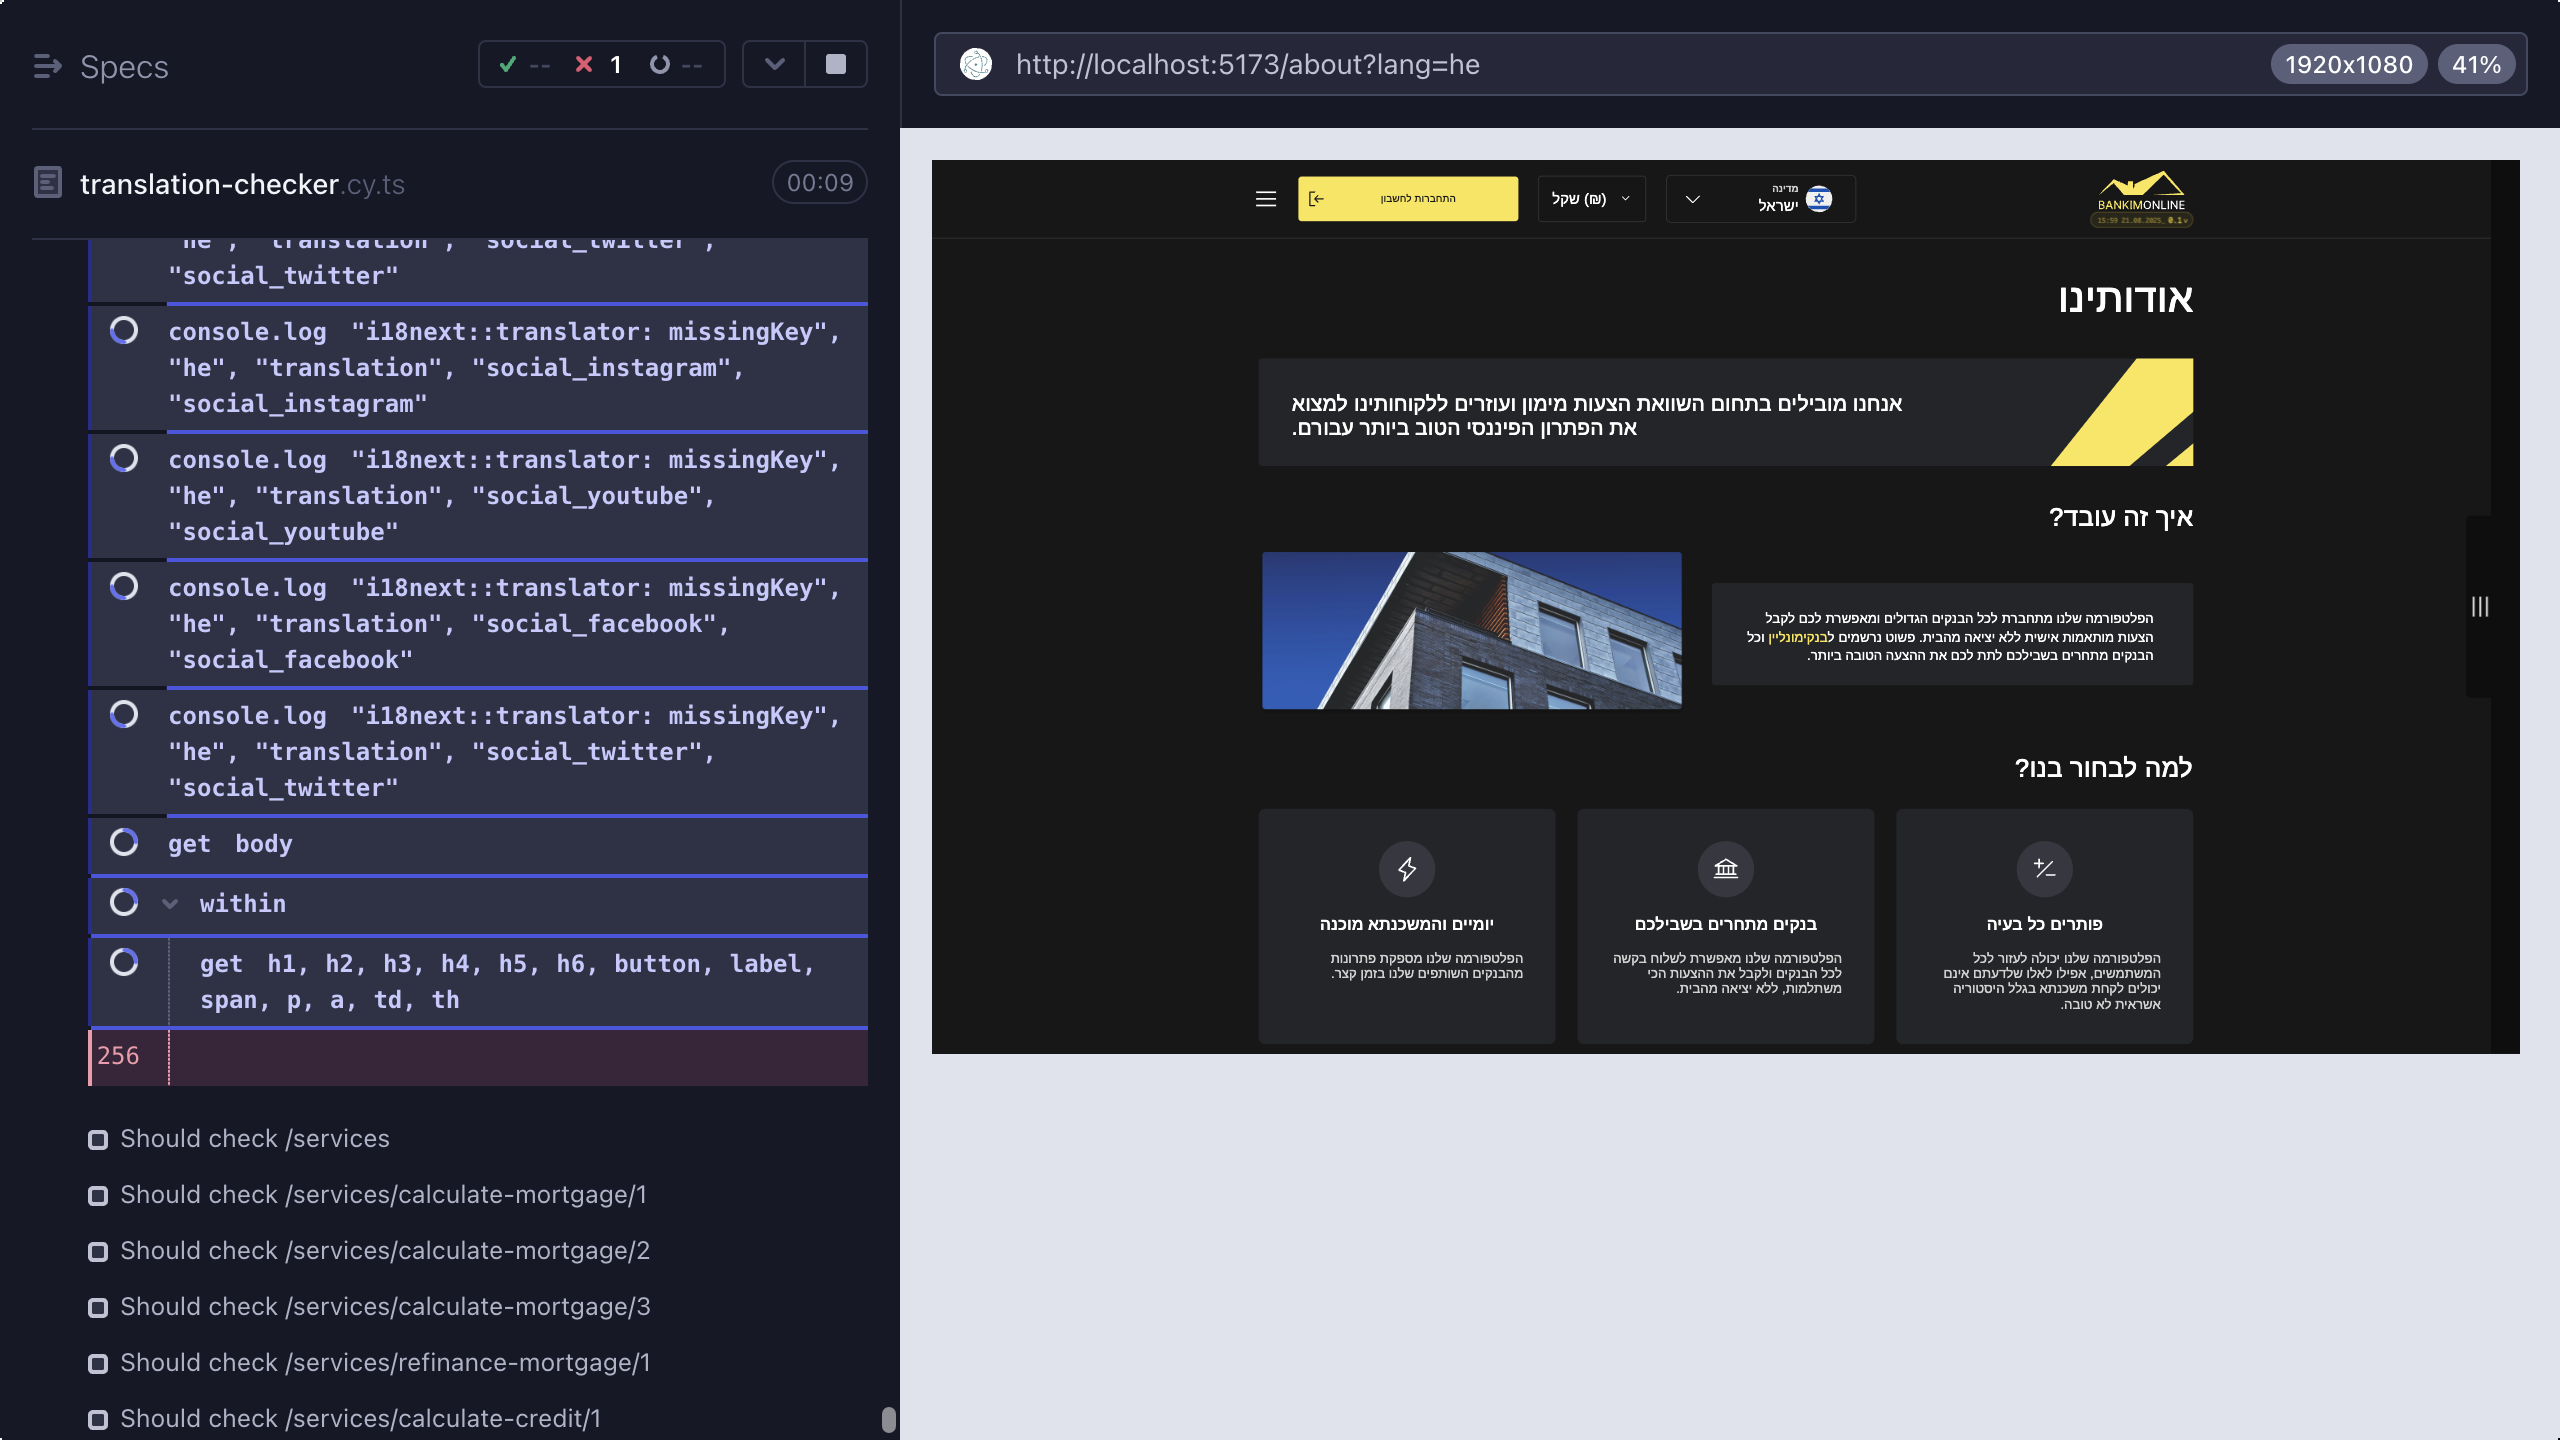 Specs
-- 1 --
translation-checker.cy.ts
00:09
"he", "translation", "social_twitter",
"social_twitter"
console.log "i18next::translator: missingKey",
"he", "translation", "social_instagram",
"social_instagram"
console.log "i18next::translator: missingKey",
"he", "translation", "social_youtube",
"social_youtube"
console.log "i18next::translator: missingKey",
"he", "translation", "social_facebook",
"social_facebook"
console.log "i18next::translator: missingKey",
"he", "translation", "social_twitter",
"social_twitter"
get body
within
get h1, h2, h3, h4, h5, h6, button, label,
span, p, a, td, th
256
Should check /services
Should check /services/calculate-mortgage/1
Should check /services/calculate-mortgage/2
Should check /services/calculate-mortgage/3
Should check /services/refinance-mortgage/1
Should check /services/calculate-credit/1
http://localhost:5173/about?lang=he
1920x1080
41%
BANKIMONLINE
15:59 21.08.2025_ 0.1v
מדינה
ישראל
(₪) שקל
התחברות לחשבון
אודותינו
אנחנו מובילים בתחום השוואת הצעות מימון ועוזרים ללקוחותינו למצוא
את הפתרון הפיננסי הטוב ביותר עבורם.
איך זה עובד?
הפלטפורמה שלנו מתחברת לכל הבנקים הגדולים ומאפשרת לכם לקבל
הצעות מותאמות אישית ללא יציאה מהבית. פשוט נרשמים לבנקימונליין וכל
הבנקים מתחרים בשבילכם לתת לכם את ההצעה הטובה ביותר.
למה לבחור בנו?
פותרים כל בעיה
הפלטפורמה שלנו יכולה לעזור לכל
המשתמשים, אפילו לאלו שלדעתם אינם
יכולים לקחת משכנתא בגלל היסטוריה
אשראית לא טובה.
בנקים מתחרים בשבילכם
הפלטפורמה שלנו מאפשרת לשלוח בקשה
לכל הבנקים ולקבל את ההצעות הכי
משתלמות, ללא יציאה מהבית.
יומיים והמשכנתא מוכנה
הפלטפורמה שלנו מספקת פתרונות
מהבנקים השותפים שלנו בזמן קצר.